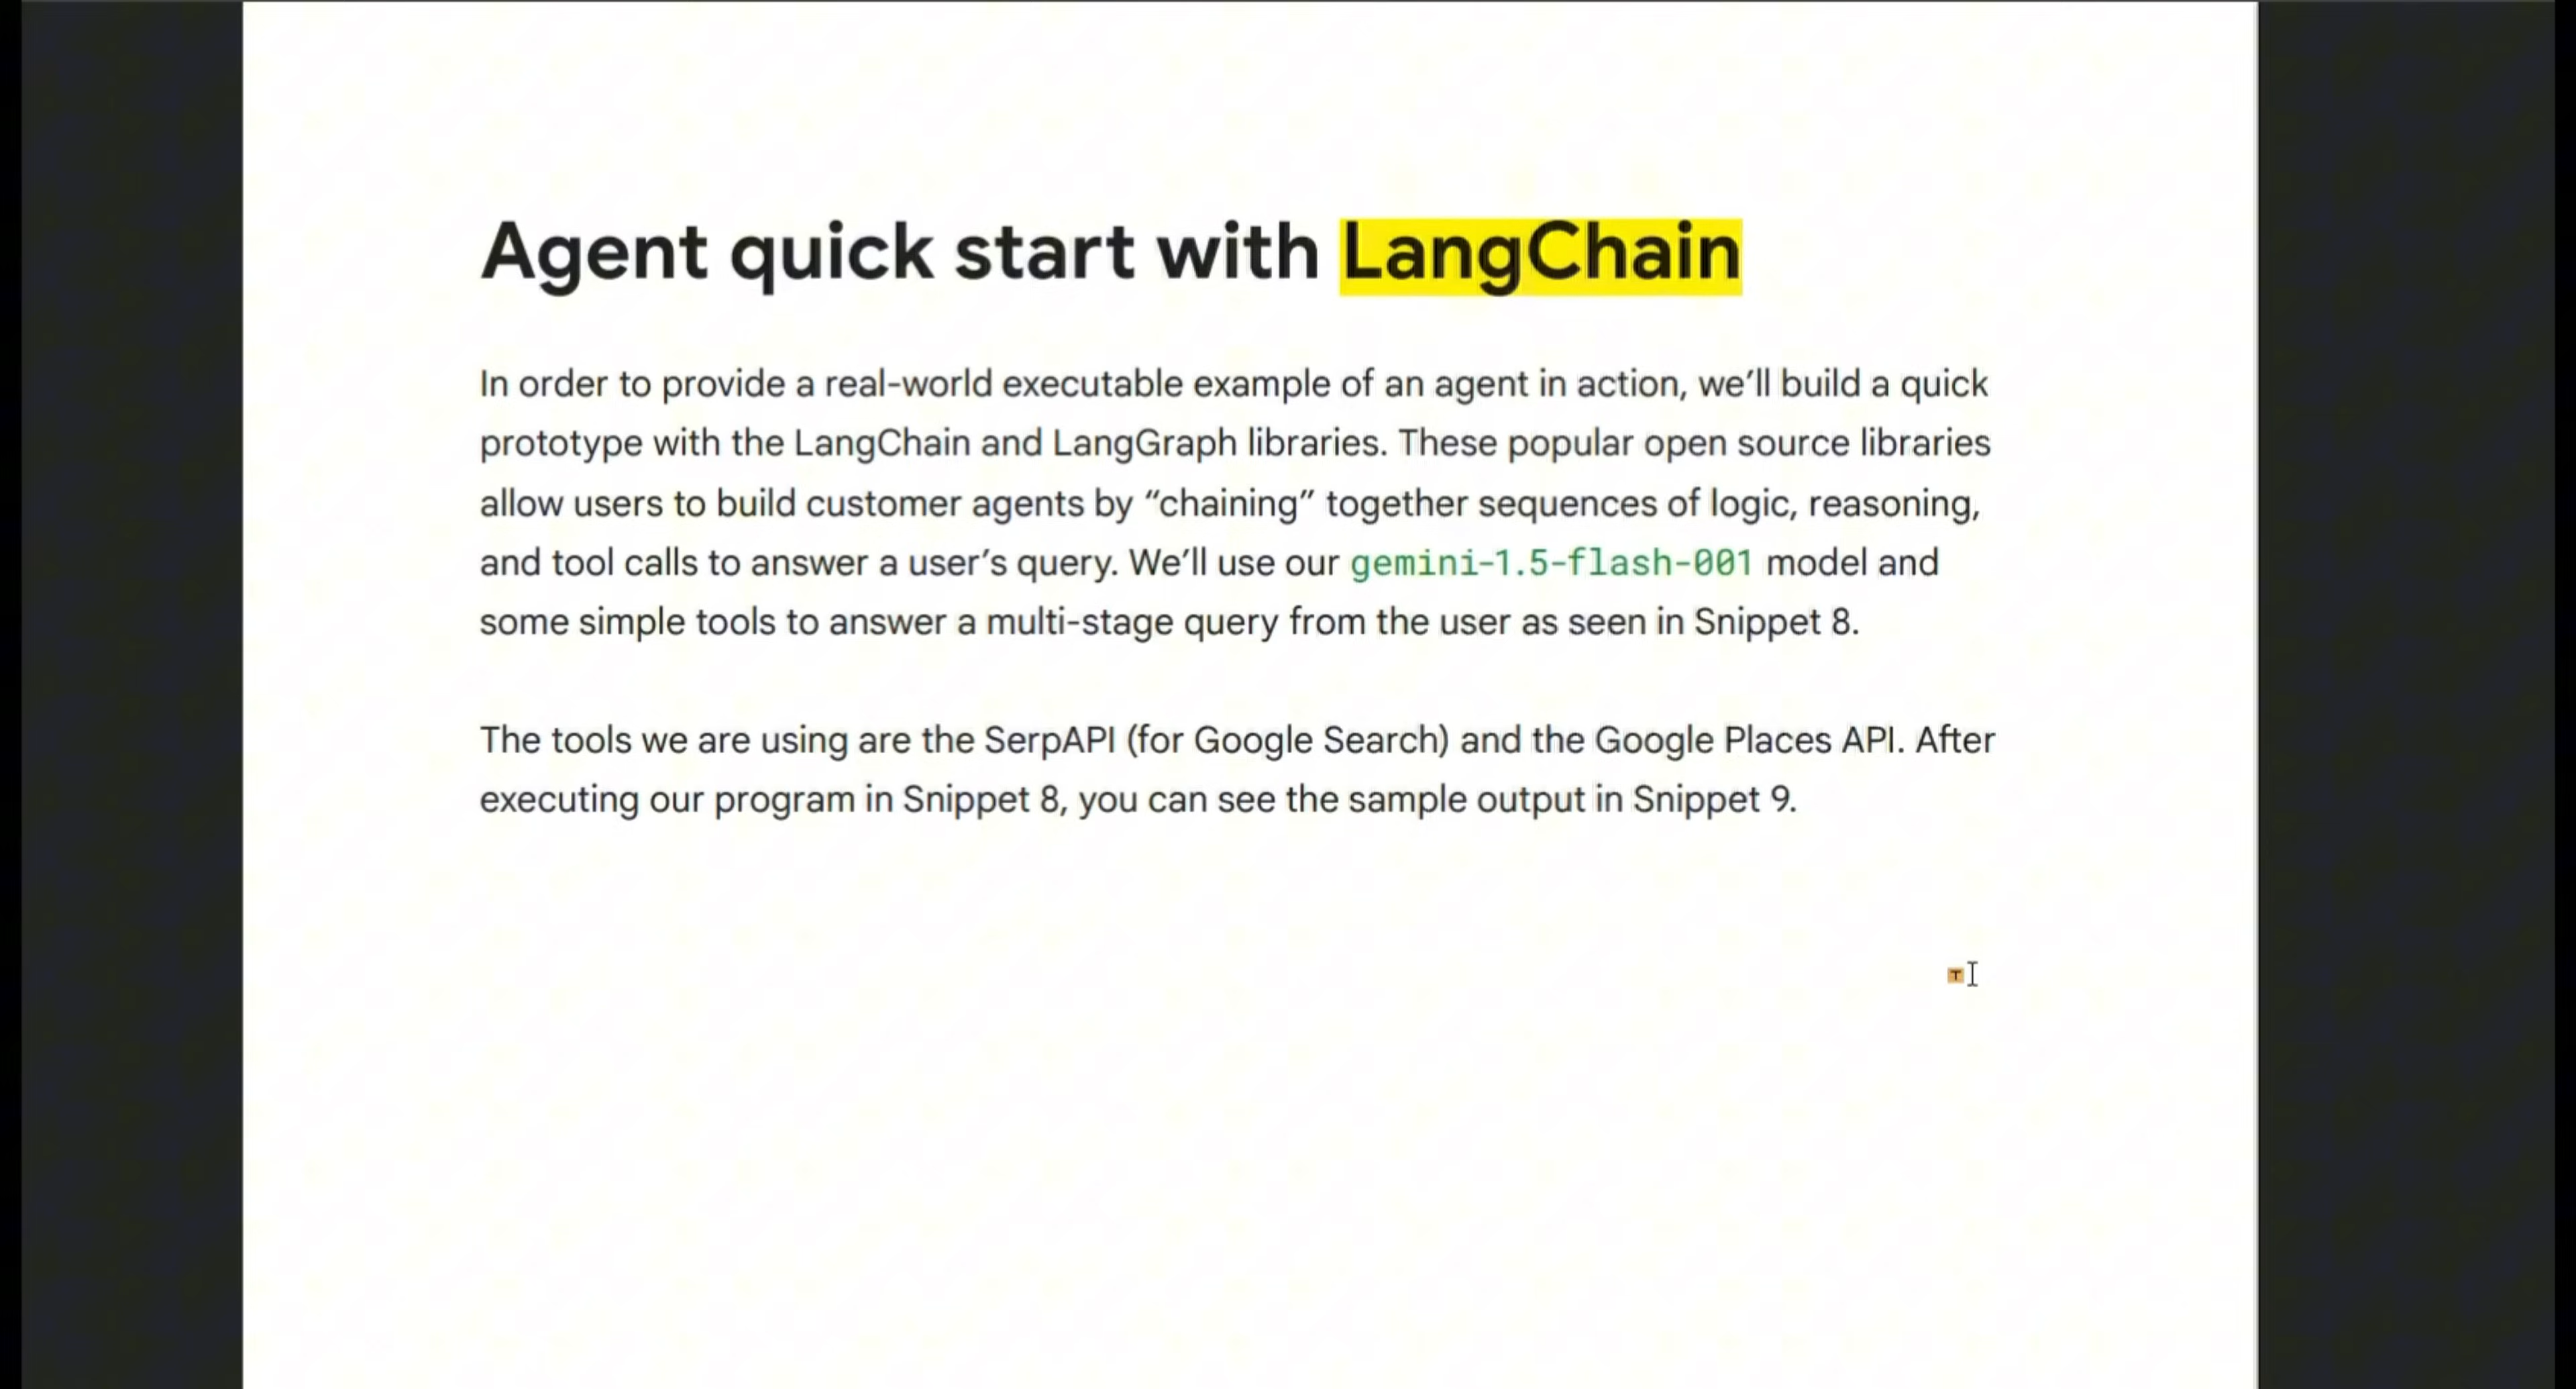 Agent quick start with LangChain
In order to provide a real-world executable example of an agent in action, we’ll build a quick
prototype with the LangChain and LangGraph libraries. These popular open source libraries
allow users to build customer agents by “chaining” together sequences of logic, reasoning,
and tool calls to answer a user’s query. We’ll use our gemini-1.5-flash-001 model and
some simple tools to answer a multi-stage query from the user as seen in Snippet 8.
The tools we are using are the SerpAPI (for Google Search) and the Google Places API. After
executing our program in Snippet 8, you can see the sample output in Snippet 9.
T